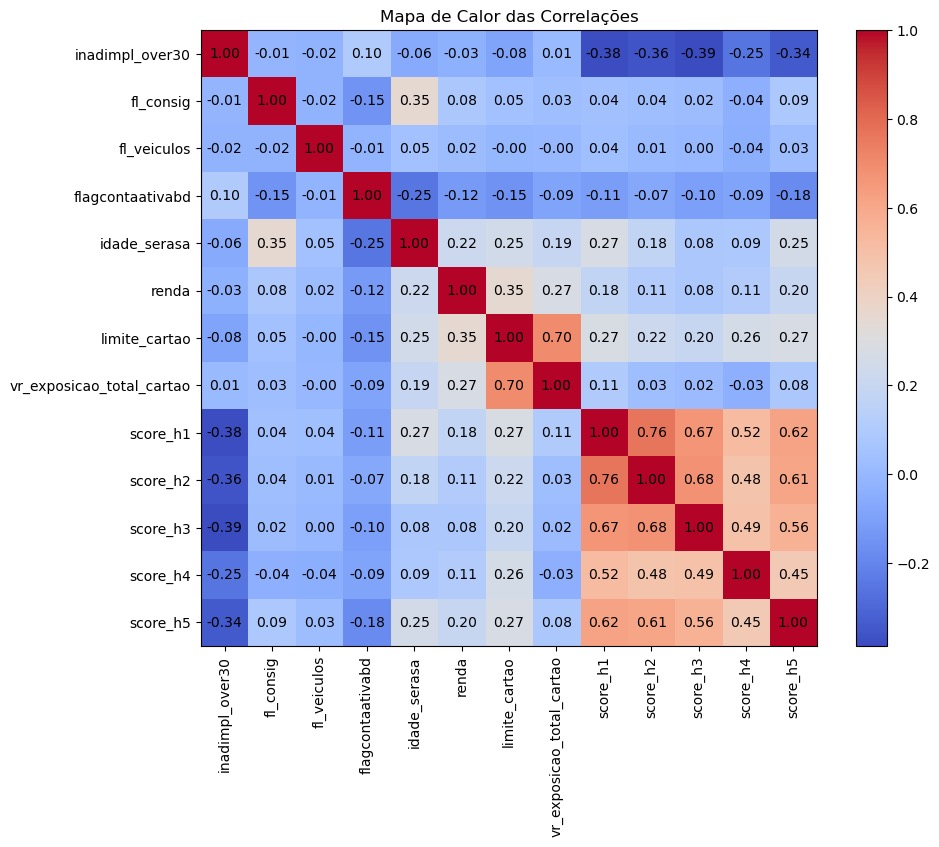 Mapa de Calor das Correlações
inadimpl_over30 1.00 -0.01 -0.02 0.10 -0.06 -0.03 -0.08 0.01 -0.38 -0.36 -0.39 -0.25 -0.34
fl_consig -0.01 1.00 -0.02 -0.15 0.35 0.08 0.05 0.03 0.04 0.04 0.02 -0.04 0.09
fl_veiculos -0.02 -0.02 1.00 -0.01 0.05 0.02 -0.00 -0.00 0.04 0.01 0.00 -0.04 0.03
flagcontaativabd 0.10 -0.15 -0.01 1.00 -0.25 -0.12 -0.15 -0.09 -0.11 -0.07 -0.10 -0.09 -0.18
idade_serasa -0.06 0.35 0.05 -0.25 1.00 0.22 0.25 0.19 0.27 0.18 0.08 0.09 0.25
renda -0.03 0.08 0.02 -0.12 0.22 1.00 0.35 0.27 0.18 0.11 0.08 0.11 0.20
limite_cartao -0.08 0.05 -0.00 -0.15 0.25 0.35 1.00 0.70 0.27 0.22 0.20 0.26 0.27
vr_exposicao_total_cartao 0.01 0.03 -0.00 -0.09 0.19 0.27 0.70 1.00 0.11 0.03 0.02 -0.03 0.08
score_h1 -0.38 0.04 0.04 -0.11 0.27 0.18 0.27 0.11 1.00 0.76 0.67 0.52 0.62
score_h2 -0.36 0.04 0.01 -0.07 0.18 0.11 0.22 0.03 0.76 1.00 0.68 0.48 0.61
score_h3 -0.39 0.02 0.00 -0.10 0.08 0.08 0.20 0.02 0.67 0.68 1.00 0.49 0.56
score_h4 -0.25 -0.04 -0.04 -0.09 0.09 0.11 0.26 -0.03 0.52 0.48 0.49 1.00 0.45
score_h5 -0.34 0.09 0.03 -0.18 0.25 0.20 0.27 0.08 0.62 0.61 0.56 0.45 1.00
inadimpl_over30
fl_consig
fl_veiculos
flagcontaativabd
idade_serasa
renda
limite_cartao
vr_exposicao_total_cartao
score_h1
score_h2
score_h3
score_h4
score_h5
1.0
0.8
0.6
0.4
0.2
0.0
−0.2